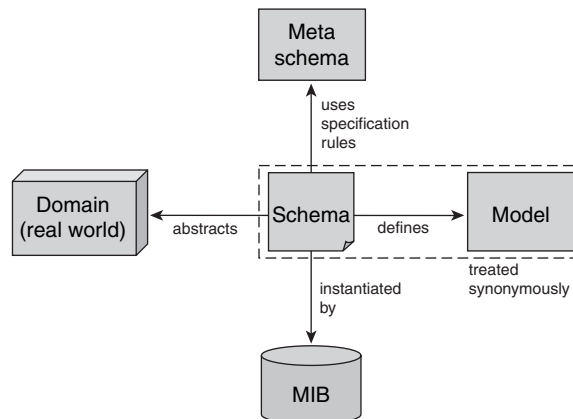 Meta
schema
uses
specification
rules
Domain
(real world)
abstracts
Schema
defines
Model
instantiated
by
treated
synonymously
MIB